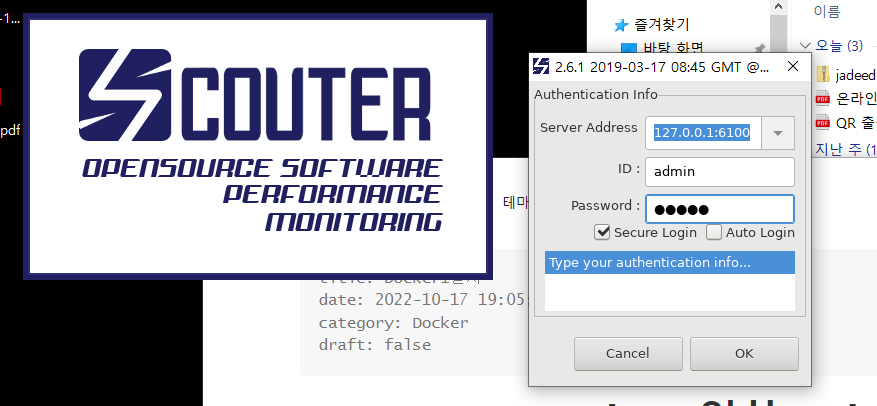 -1...
pdf
SCOUTER
OPENSOURCE SOFTWARE
PERFORMANCE
MONITORING
즐겨찾기
바탕 화면
이름
오늘 (3)
jadeed
온라인
QR 출
지난 주 (1
2.6.1 2019-03-17 08:45 GMT @...
Authentication Info
Server Address
127.0.0.1:6100
ID :
admin
Password :
●●●●●
Secure Login
Auto Login
Type your authentication info...
Cancel
OK
테마
date: 2022-10-17 19:05:
category: Docker
draft: false